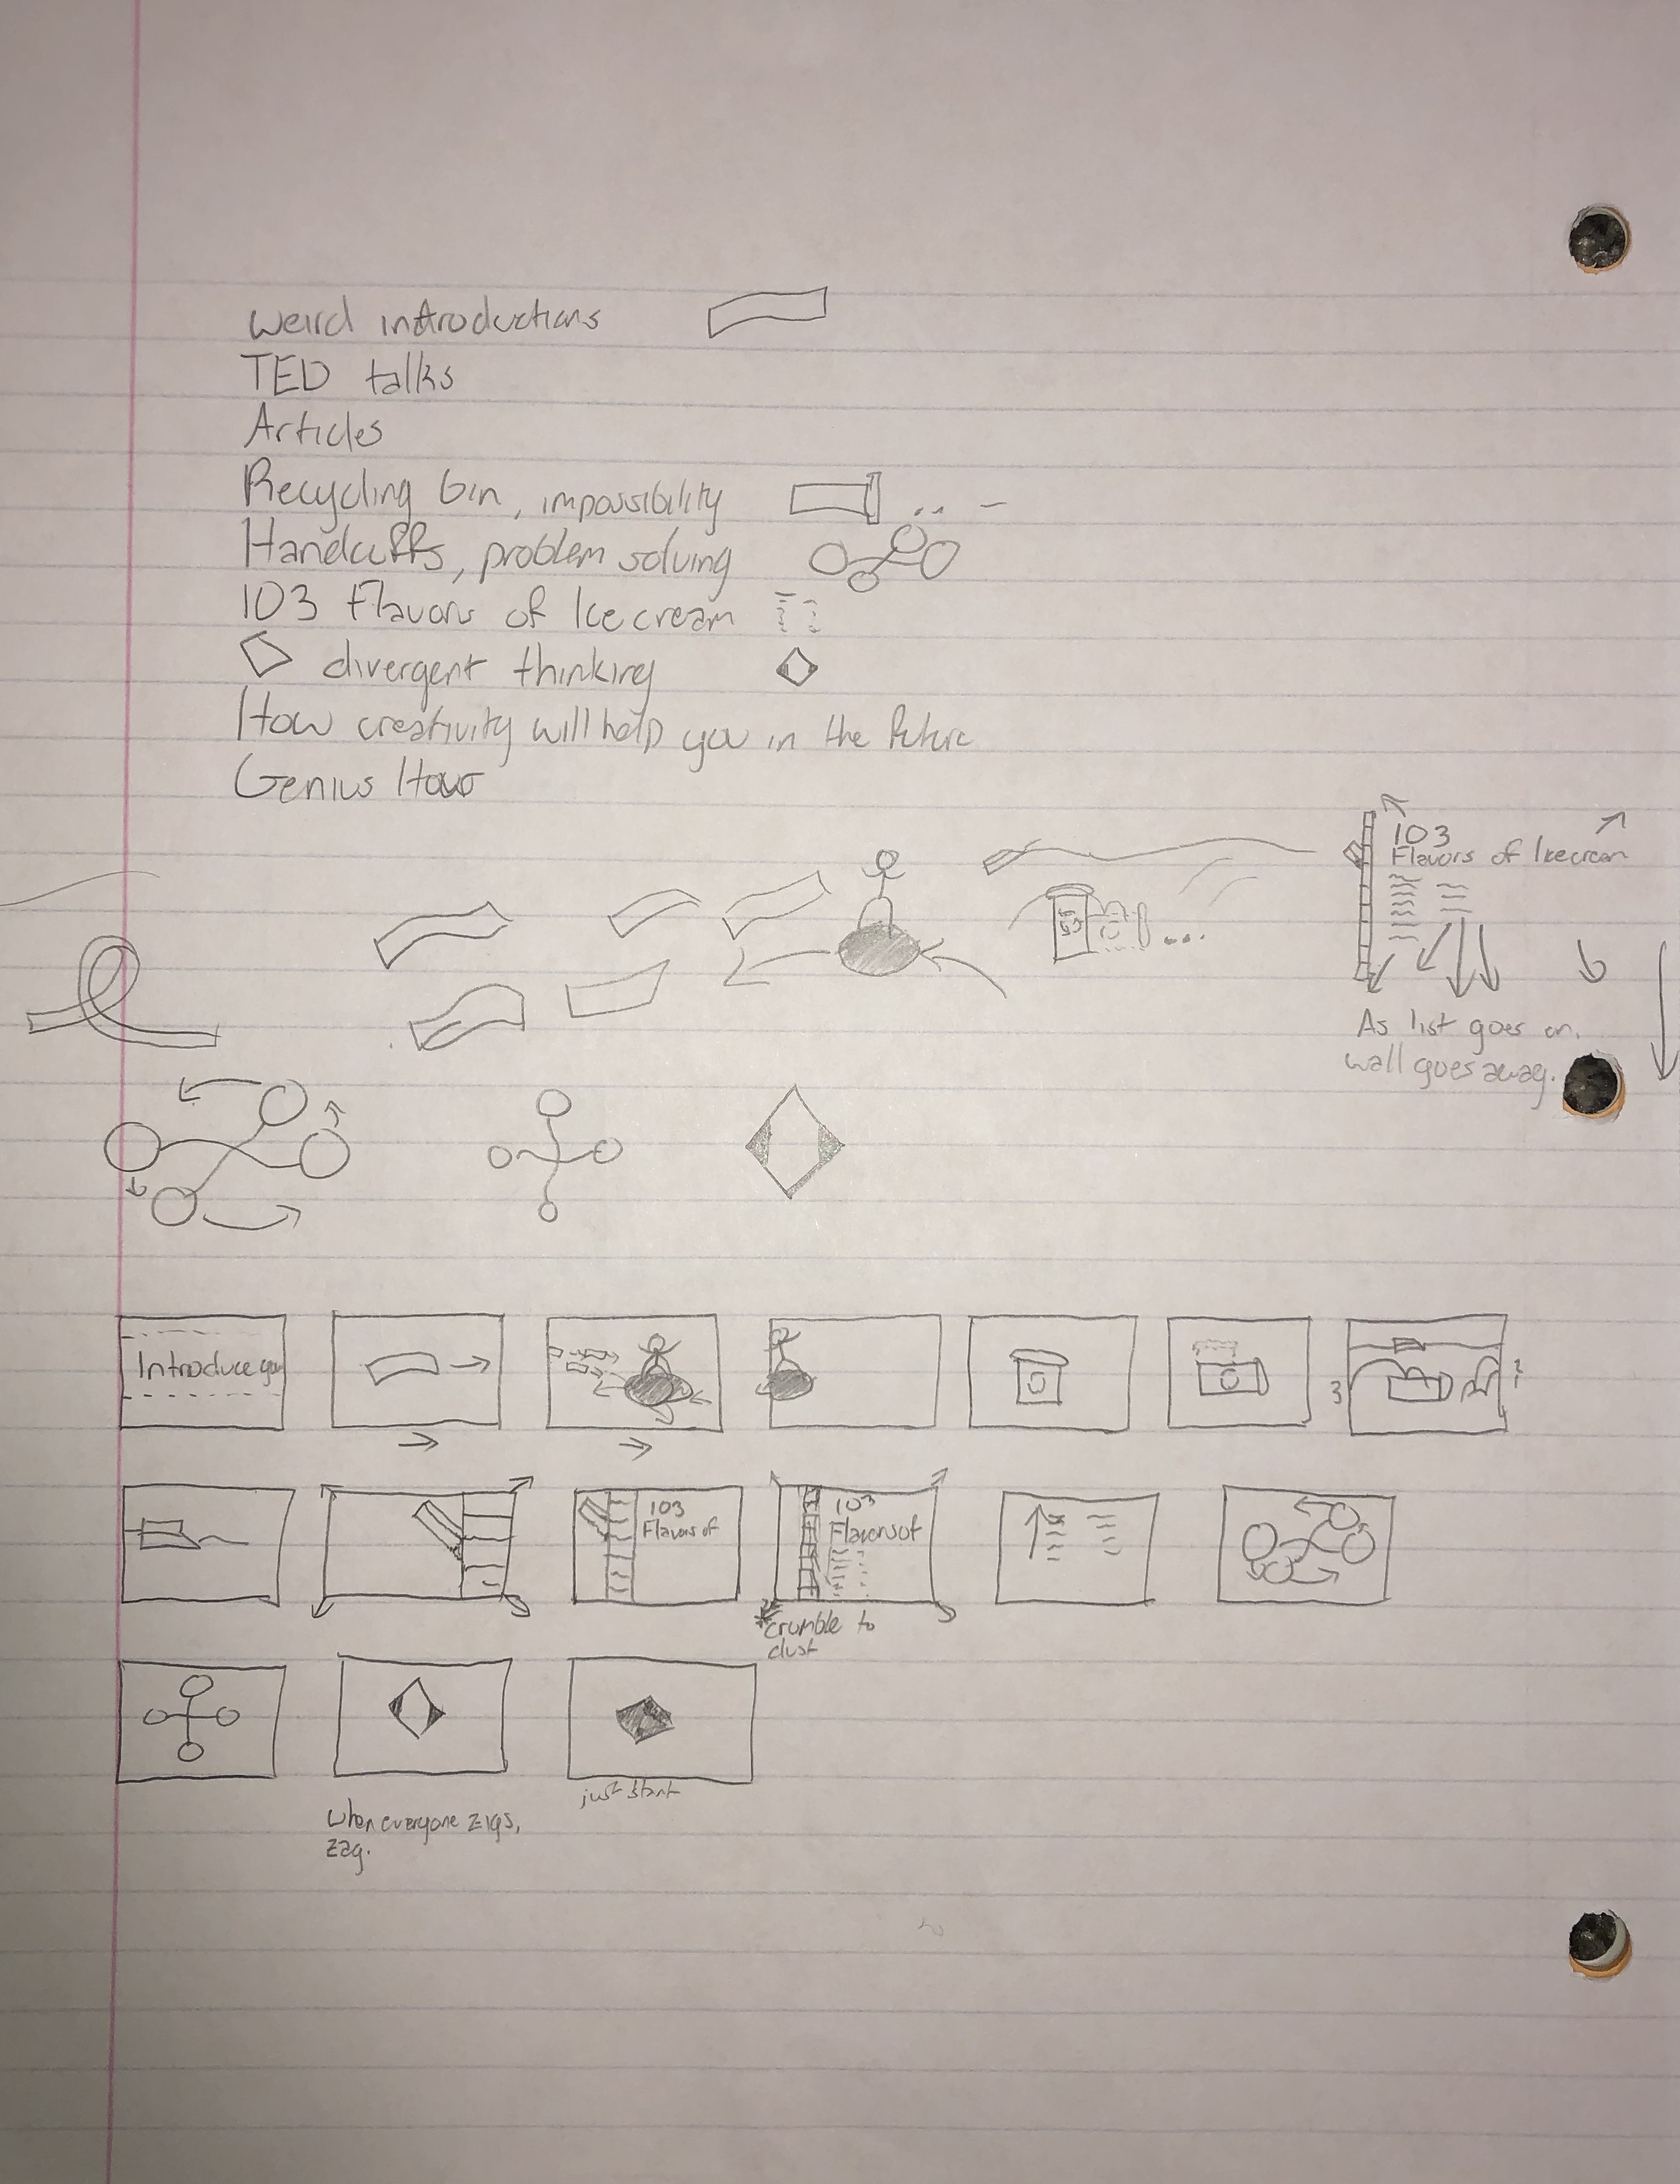 weird introductions
TED talks
Articles
Recycling bin, impossibility
Handcuffs, problem solving
103 Flavors of Ice cream
divergent thinking
How creativity will help you in the future
Genius Hour
103
Flavors of Icecream
As list goes on,
wall goes away.
Introduce you
3
103
Flavors of
103
Flavors of
crumble to
dust
When everyone zigs,
zag.
just start